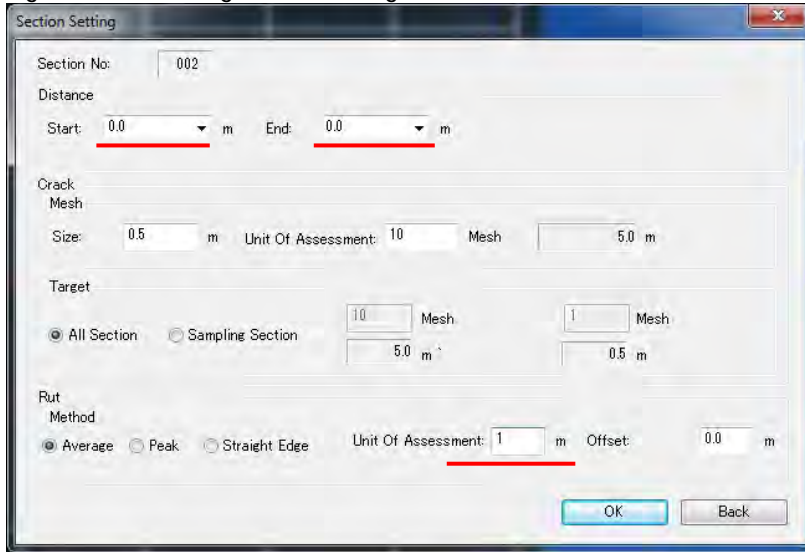 Section Setting
Section No: 002
Distance
Start: 0.0 m End: 0.0 m
Crack
Mesh
Size: 0.5 m Unit Of Assessment: 10 Mesh 5.0 m
Target
10 Mesh 1 Mesh
All Section Sampling Section
5.0 m 0.5 m
Rut
Method
Average Peak Straight Edge Unit Of Assessment: 1 m Offset: 0.0 m
OK Back